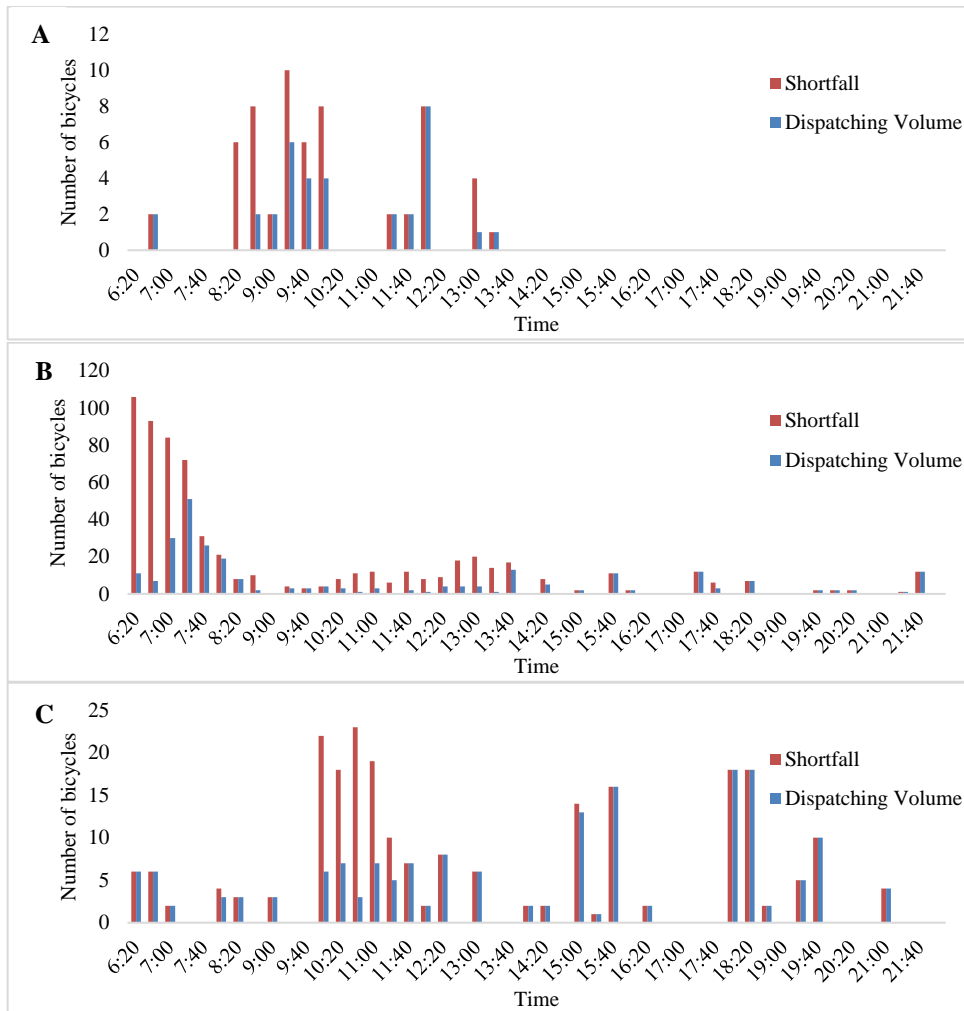 A
Number of bicycles
12
10
8
6
4
2
0
Shortfall
Dispatching Volume
6:20 7:00 7:40 8:20 9:00 9:40 10:20 11:00 11:40 12:20 13:00 13:40 14:20 15:00 15:40 16:20 17:00 17:40 18:20 19:00 19:40 20:20 21:00 21:40
Time
B
Number of bicycles
120
100
80
60
40
20
0
Shortfall
Dispatching Volume
6:20 7:00 7:40 8:20 9:00 9:40 10:20 11:00 11:40 12:20 13:00 13:40 14:20 15:00 15:40 16:20 17:00 17:40 18:20 19:00 19:40 20:20 21:00 21:40
Time
C
Number of bicycles
25
20
15
10
5
0
Shortfall
Dispatching Volume
6:20 7:00 7:40 8:20 9:00 9:40 10:20 11:00 11:40 12:20 13:00 13:40 14:20 15:00 15:40 16:20 17:00 17:40 18:20 19:00 19:40 20:20 21:00 21:40
Time